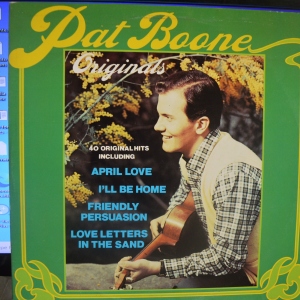 Pat Boone
Originals
40 ORIGINAL HITS
INCLUDING
APRIL LOVE
I'LL BE HOME
FRIENDLY
PERSUASION
LOVE LETTERS
IN THE SAND